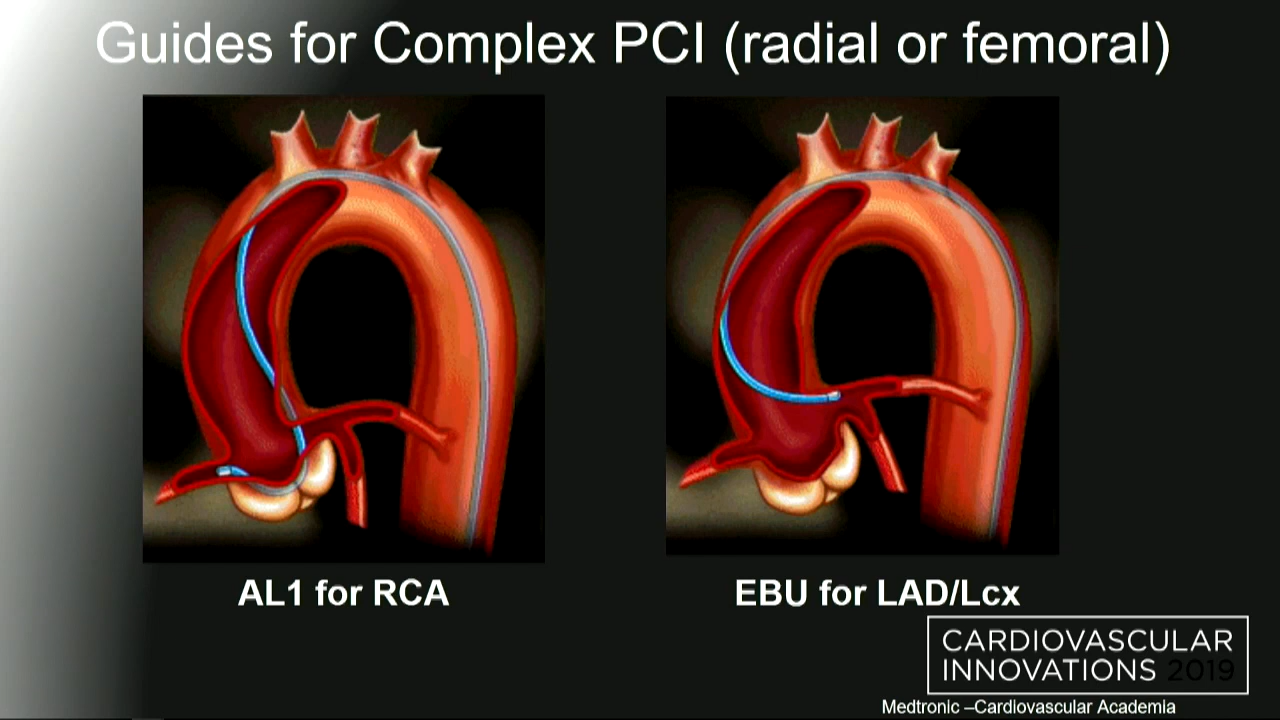 Guides for Complex PCI (radial or femoral)
AL1 for RCA
EBU for LAD/Lcx
CARDIOVASCULAR
INNOVATIONS 2019
Medtronic –Cardiovascular Academia